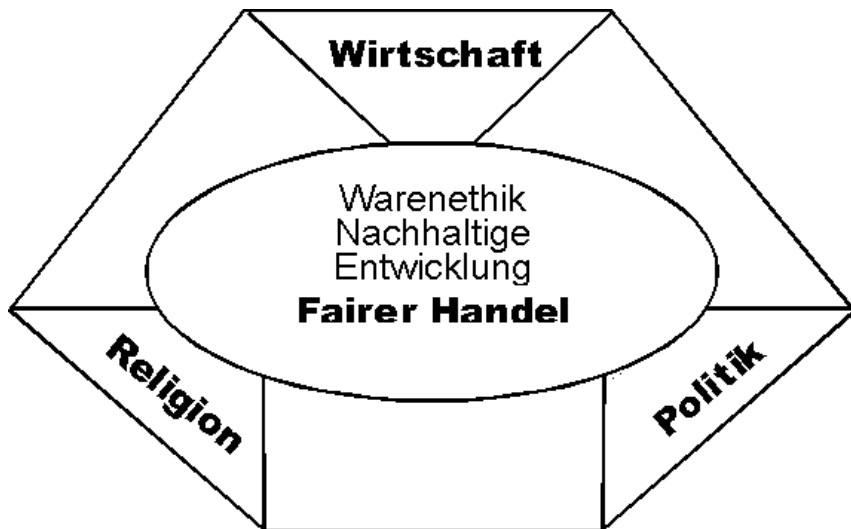 Wirtschaft
Warenethik
Nachhaltige
Entwicklung
Fairer Handel
Religion
Politik